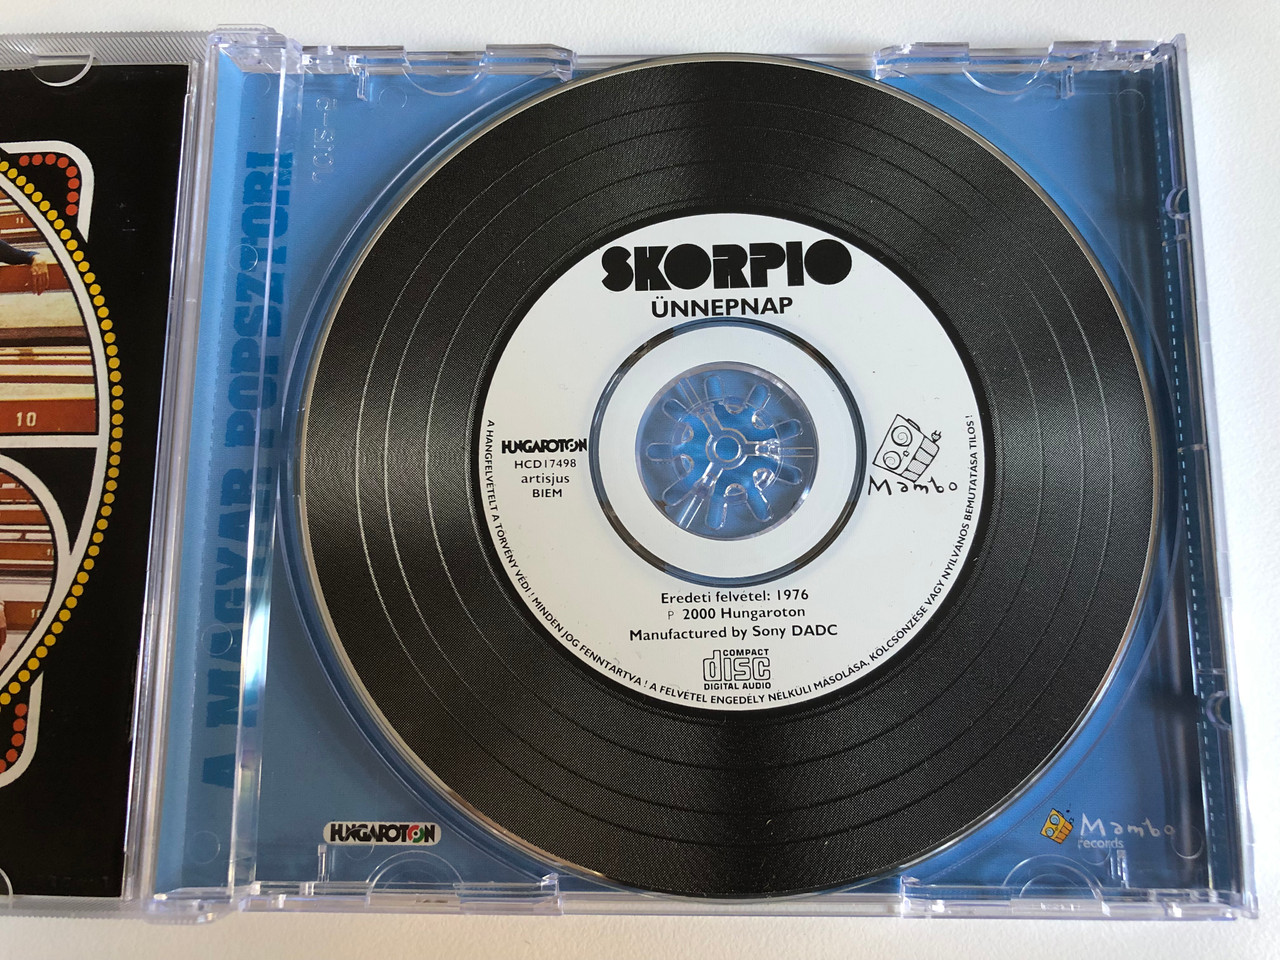 SKORPIO
ÜNNEPNAP
HUNGAROTON
HCD17498
artisjus
BIEM
Mambo
Eredeti felvétel: 1976
℗ 2000 Hungaroton
Manufactured by Sony DADC
COMPACT
disc
DIGITAL AUDIO
A HANGFELVÉTELT A TÖRVÉNY VÉDI! MINDEN JOG FENNTARTVA! A FELVÉTEL ENGEDÉLY NÉLKÜLI MÁSOLÁSA, KÖLCSÖNZÉSE VAGY NYILVÁNOS BEMUTATÁSA TILOS!
A MAGYAR POPSZTORI
HUNGAROTON
Mambo
records
10